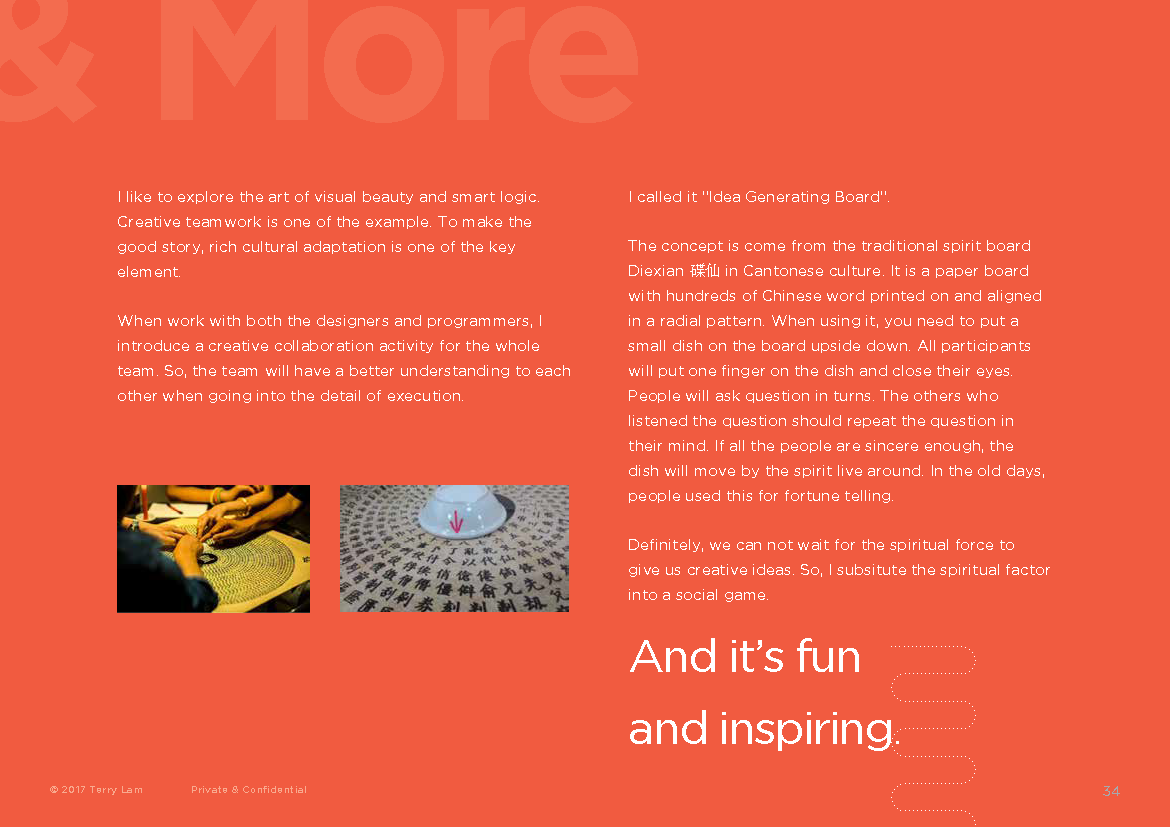 & More
I like to explore the art of visual beauty and smart logic.
Creative teamwork is one of the example. To make the
good story, rich cultural adaptation is one of the key
element.
When work with both the designers and programmers, I
introduce a creative collaboration activity for the whole
team. So, the team will have a better understanding to each
other when going into the detail of execution.
I called it "Idea Generating Board".
The concept is come from the traditional spirit board
Diexian 碟仙 in Cantonese culture. It is a paper board
with hundreds of Chinese word printed on and aligned
in a radial pattern. When using it, you need to put a
small dish on the board upside down. All participants
will put one finger on the dish and close their eyes.
People will ask question in turns. The others who
listened the question should repeat the question in
their mind. If all the people are sincere enough, the
dish will move by the spirit live around. In the old days,
people used this for fortune telling.
Definitely, we can not wait for the spiritual force to
give us creative ideas. So, I subsitute the spiritual factor
into a social game.
And it's fun
and inspiring.
© 2017 Terry Lam
Private & Confidential
34